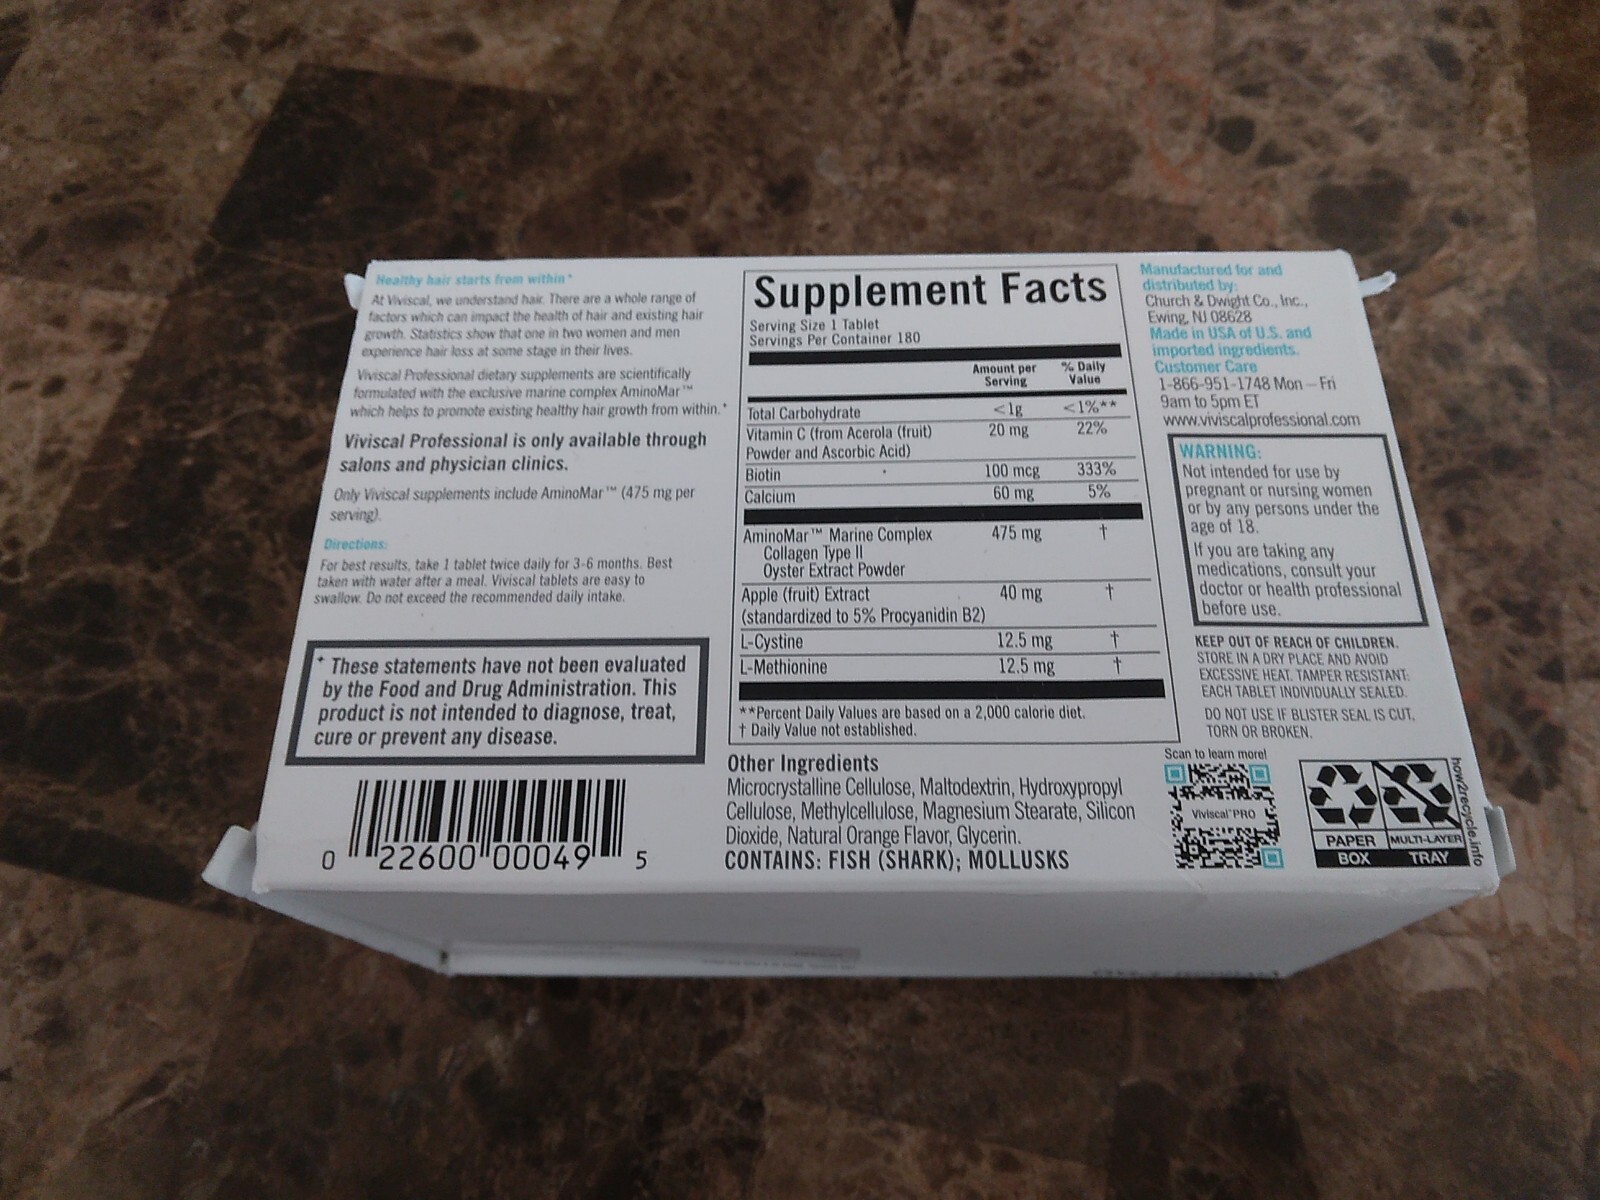 Healthy hair starts from within*
At Viviscal, we understand hair. There are a whole range of
factors which can impact the health of hair and existing hair
growth. Statistics show that one in two women and men
experience hair loss at some stage in their lives.
Viviscal Professional dietary supplements are scientifically
formulated with the exclusive marine complex AminoMar™
which helps to promote existing healthy hair growth from within.*
Viviscal Professional is only available through
salons and physician clinics.
Only Viviscal supplements include AminoMar™ (475 mg per
serving).
Directions:
For best results, take 1 tablet twice daily for 3-6 months. Best
taken with water after a meal. Viviscal tablets are easy to
swallow. Do not exceed the recommended daily intake.
* These statements have not been evaluated
by the Food and Drug Administration. This
product is not intended to diagnose, treat,
cure or prevent any disease.
0 22600 00049 5
Supplement Facts
Serving Size 1 Tablet
Servings Per Container 180
Amount per Serving % Daily Value
Total Carbohydrate <1g <1%**
Vitamin C (from Acerola (fruit) 20 mg 22%
Powder and Ascorbic Acid)
Biotin 100 mcg 333%
Calcium 60 mg 5%
AminoMar™ Marine Complex 475 mg †
Collagen Type II
Oyster Extract Powder
Apple (fruit) Extract 40 mg †
(standardized to 5% Procyanidin B2)
L-Cystine 12.5 mg †
L-Methionine 12.5 mg †
**Percent Daily Values are based on a 2,000 calorie diet.
† Daily Value not established.
Other Ingredients
Microcrystalline Cellulose, Maltodextrin, Hydroxypropyl
Cellulose, Methylcellulose, Magnesium Stearate, Silicon
Dioxide, Natural Orange Flavor, Glycerin.
CONTAINS: FISH (SHARK); MOLLUSKS
Manufactured for and
distributed by:
Church & Dwight Co., Inc.,
Ewing, NJ 08628
Made in USA of U.S. and
imported ingredients.
Customer Care
1-866-951-1748 Mon – Fri
9am to 5pm ET
www.viviscalprofessional.com
WARNING:
Not intended for use by
pregnant or nursing women
or by any persons under the
age of 18.
If you are taking any
medications, consult your
doctor or health professional
before use.
KEEP OUT OF REACH OF CHILDREN.
STORE IN A DRY PLACE AND AVOID
EXCESSIVE HEAT. TAMPER RESISTANT:
EACH TABLET INDIVIDUALLY SEALED.
DO NOT USE IF BLISTER SEAL IS CUT,
TORN OR BROKEN.
Scan to learn more!
Viviscal™PRO
PAPER MULTI-LAYER
BOX TRAY
how2recycle.info